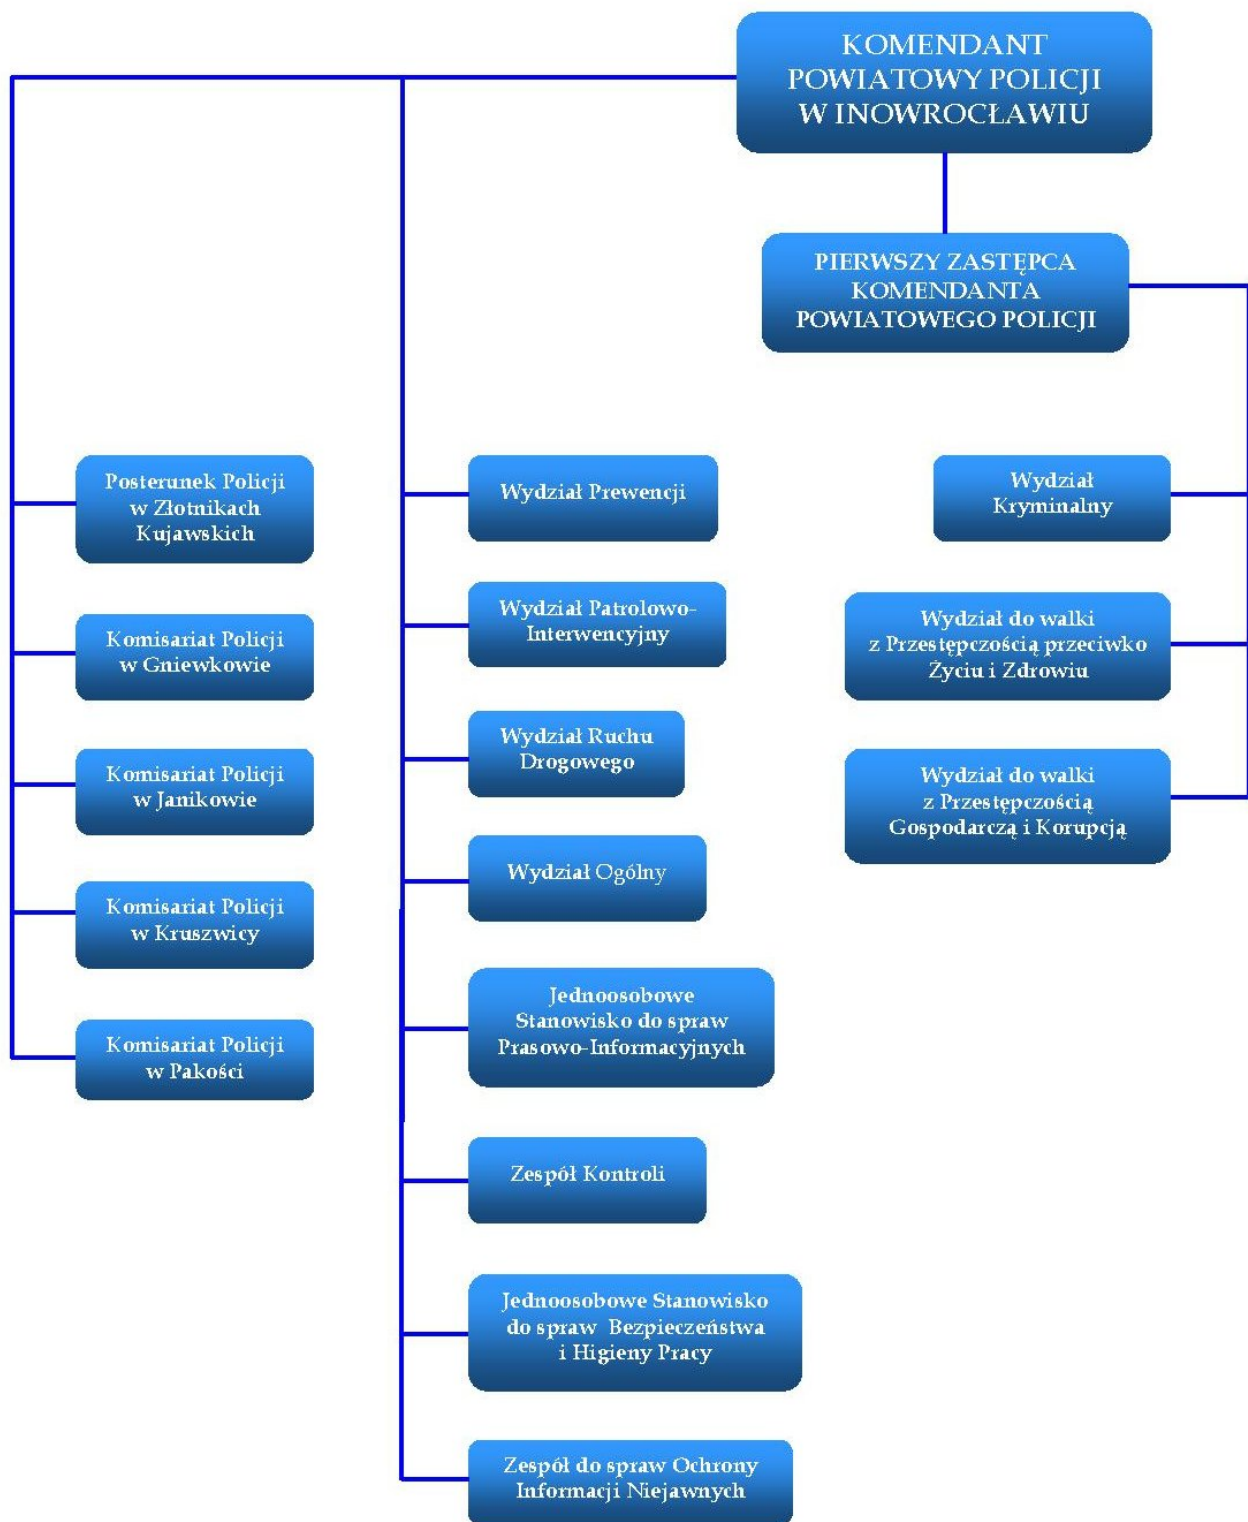 KOMENDANT
POWIATOWY POLICJI
W INOWROCŁAWIU
PIERWSZY ZASTĘPCA
KOMENDANTA
POWIATOWEGO POLICJI
Posterunek Policji
w Złotnikach
Kujawskich
Komisariat Policji
w Gniewkowie
Komisariat Policji
w Janikowie
Komisariat Policji
w Kruszwicy
Komisariat Policji
w Pakości
Wydział Prewencji
Wydział Patrolowo-
Interwencyjny
Wydział Ruchu
Drogowego
Wydział Ogólny
Jednoosobowe
Stanowisko do spraw
Prasowo-Informacyjnych
Zespół Kontroli
Jednoosobowe Stanowisko
do spraw Bezpieczeństwa
i Higieny Pracy
Zespół do spraw Ochrony
Informacji Niejawnych
Wydział
Kryminalny
Wydział do walki
z Przestępczością przeciwko
Życiu i Zdrowiu
Wydział do walki
z Przestępczością
Gospodarczą i Korupcją